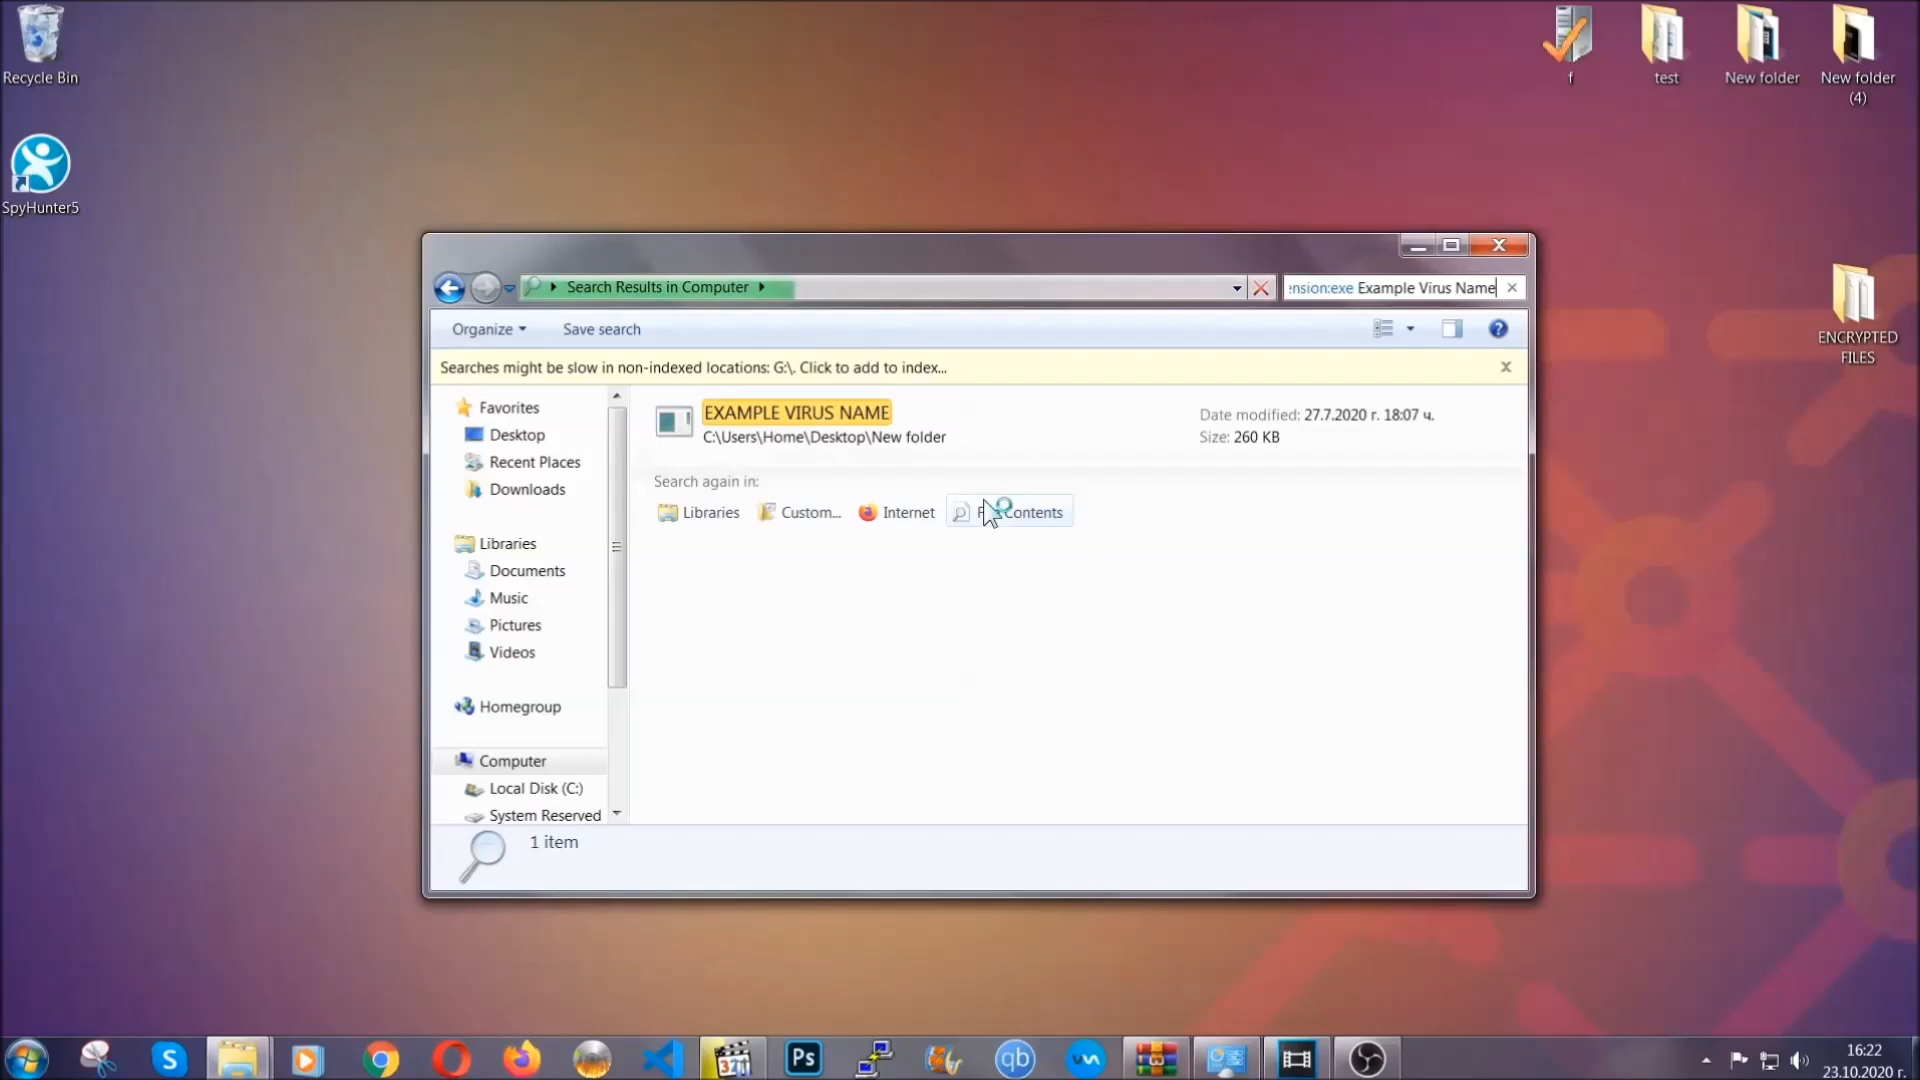 Recycle Bin
SpyHunter5
f
test
New folder
New folder
(4)
ENCRYPTED
FILES
Search Results in Computer
ension:exe Example Virus Name
Organize
Save search
Searches might be slow in non-indexed locations: G:\. Click to add to index...
Favorites
Desktop
Recent Places
Downloads
Libraries
Documents
Music
Pictures
Videos
Homegroup
Computer
Local Disk (C:)
System Reserved
EXAMPLE VIRUS NAME
C:\Users\Home\Desktop\New folder
Date modified: 27.7.2020 г. 18:07 ч.
Size: 260 KB
Search again in:
Libraries
Custom...
Internet
Contents
1 item
S
321
Ps
qb
16:22
23.10.2020 г.